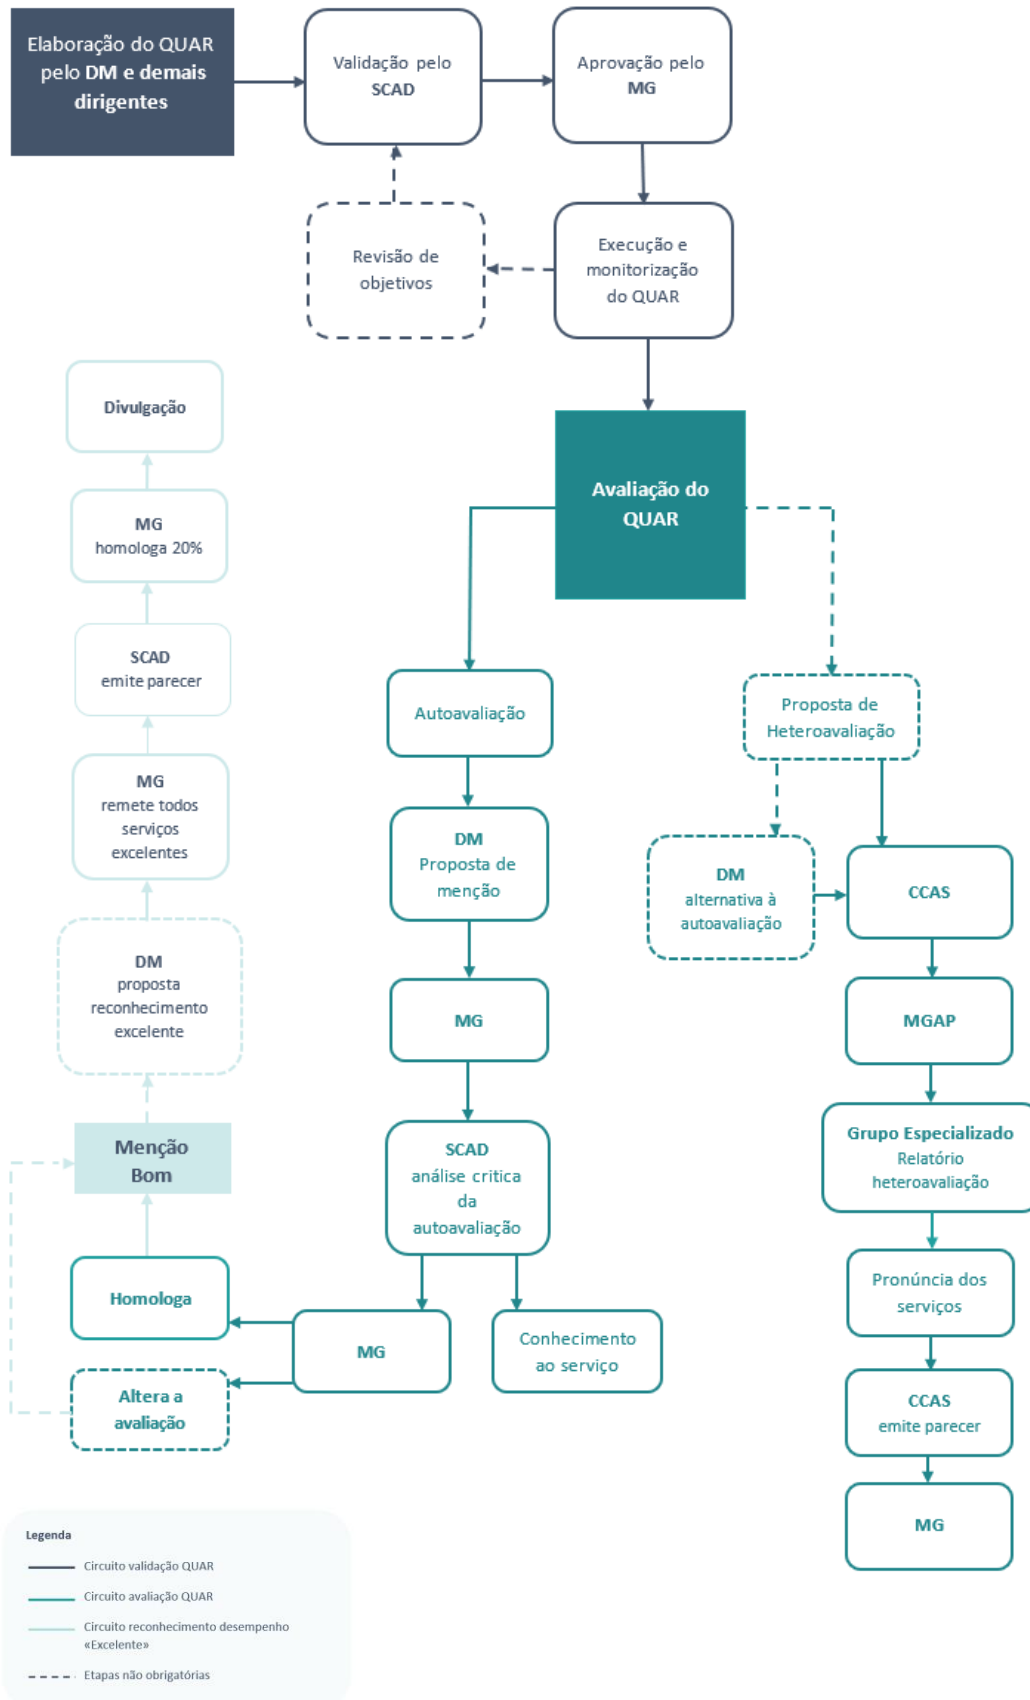 Elaboração do QUAR
pelo DM e demais
dirigentes
Validação pelo
SCAD
Aprovação pelo
MG
Revisão de
objetivos
Execução e
monitorização
do QUAR
Avaliação do
QUAR
Divulgação
MG
homologa 20%
SCAD
emite parecer
MG
remete todos
serviços
excelentes
DM
proposta
reconhecimento
excelente
Menção
Bom
Homologa
Altera a
avaliação
Autoavaliação
DM
Proposta de
menção
MG
SCAD
análise critica
da
autoavaliação
MG
Conhecimento
ao serviço
Proposta de
Heteroavaliação
DM
alternativa à
autoavaliação
CCAS
MGAP
Grupo Especializado
Relatório
heteroavaliação
Pronúncia dos
serviços
CCAS
emite parecer
MG
Legenda
Circuito validação QUAR
Circuito avaliação QUAR
Circuito reconhecimento desempenho
«Excelente»
Etapas não obrigatórias